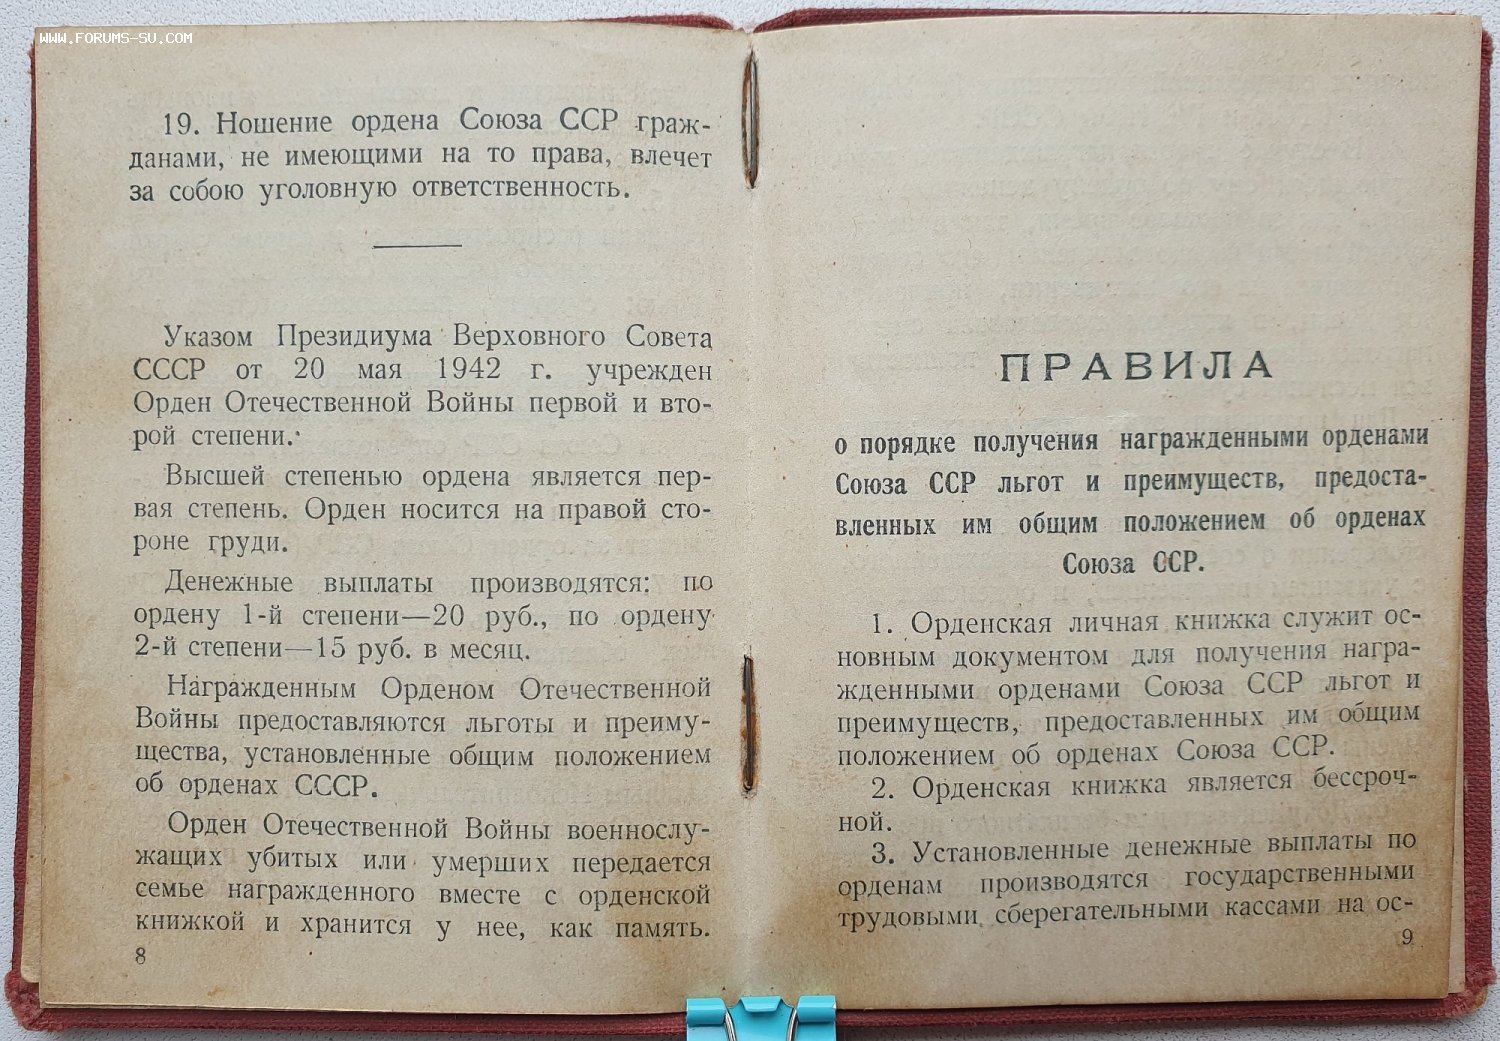 WWW.FORUMS-SU.COM
19. Ношение ордена Союза ССР граж-
данами, не имеющими на то права, влечет
за собою уголовную ответственность.
Указом Президиума Верховного Совета
СССР от 20 мая 1942 г. учрежден
Орден Отечественной Войны первой и вто-
рой степени.
Высшей степенью ордена является пер-
вая степень. Орден носится на правой сто-
роне груди.
Денежные выплаты производятся: по
ордену 1-й степени—20 руб., по ордену
2-й степени—15 руб. в месяц.
Награжденным Орденом Отечественной
Войны предоставляются льготы и преиму-
щества, установленные общим положением
об орденах СССР.
Орден Отечественной Войны военнослу-
жащих убитых или умерших передается
семье награжденного вместе с орденской
книжкой и хранится у нее, как память.
8
ПРАВИЛА
о порядке получения награжденными орденами
Союза ССР льгот и преимуществ, предоста-
вленных им общим положением об орденах
Союза ССР.
1. Орденская личная книжка служит ос-
новным документом для получения награ-
жденными орденами Союза ССР льгот и
преимуществ, предоставленных им общим
положением об орденах Союза ССР.
2. Орденская книжка является бессроч-
ной.
3. Установленные денежные выплаты по
орденам производятся государственными
трудовыми сберегательными кассами на ос-
9